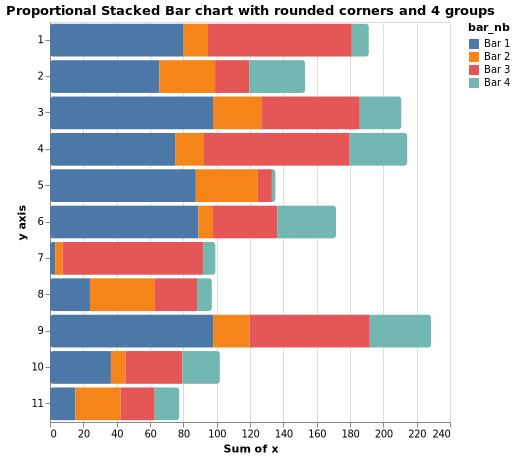 Proportional Stacked Bar chart with rounded corners and 4 groups
bar_nb
Bar 1
Bar 2
Bar 3
Bar 4
y axis
1
2
3
4
5
6
7
8
9
10
11
0 20 40 60 80 100 120 140 160 180 200 220 240
Sum of x